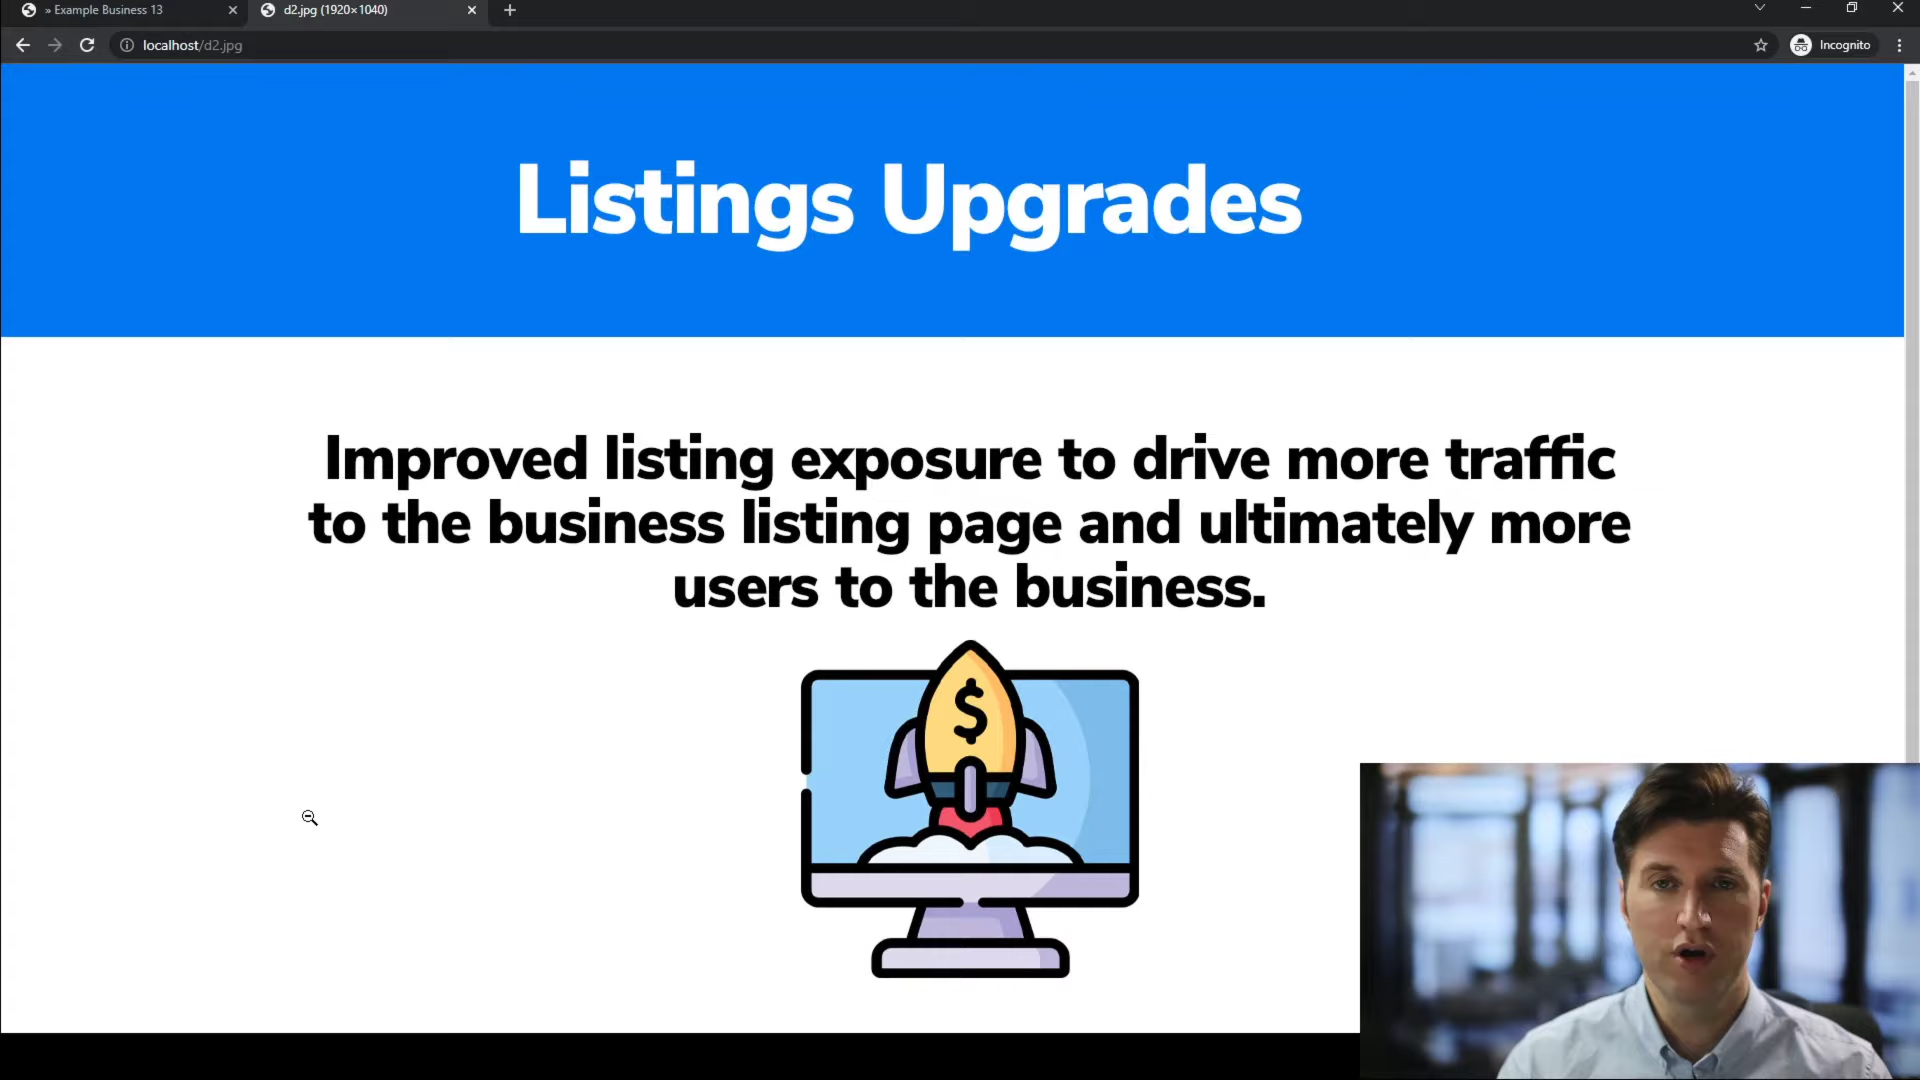 » Example Business 13
d2.jpg (1920×1040)
localhost/d2.jpg
Incognito
Listings Upgrades
Improved listing exposure to drive more traffic
to the business listing page and ultimately more
users to the business.
$